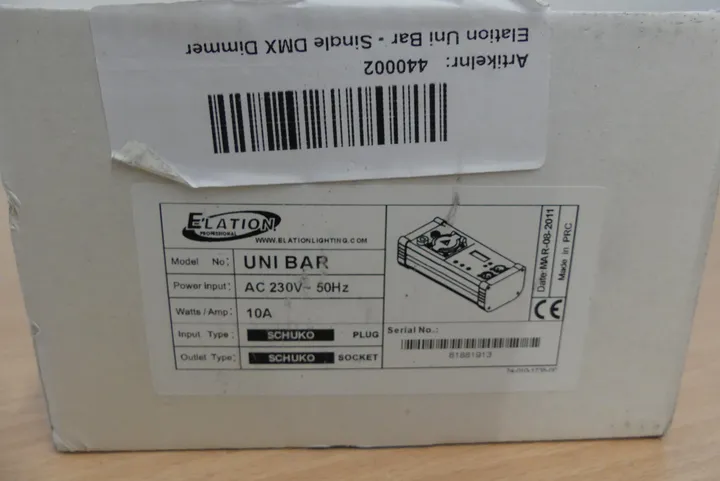 Artikelnr: 440002
Elation Uni Bar - Single DMX Dimmer
ELATION
PROFESSIONAL
WWW.ELATIONLIGHTING.COM
Model No: UNI BAR
Power Input: AC 230V~ 50Hz
Watts / Amp: 10A
Input Type: SCHUKO PLUG
Outlet Type: SCHUKO SOCKET
Date: MAR-08-2011
Made in PRC
CE
Serial No.:
61881913